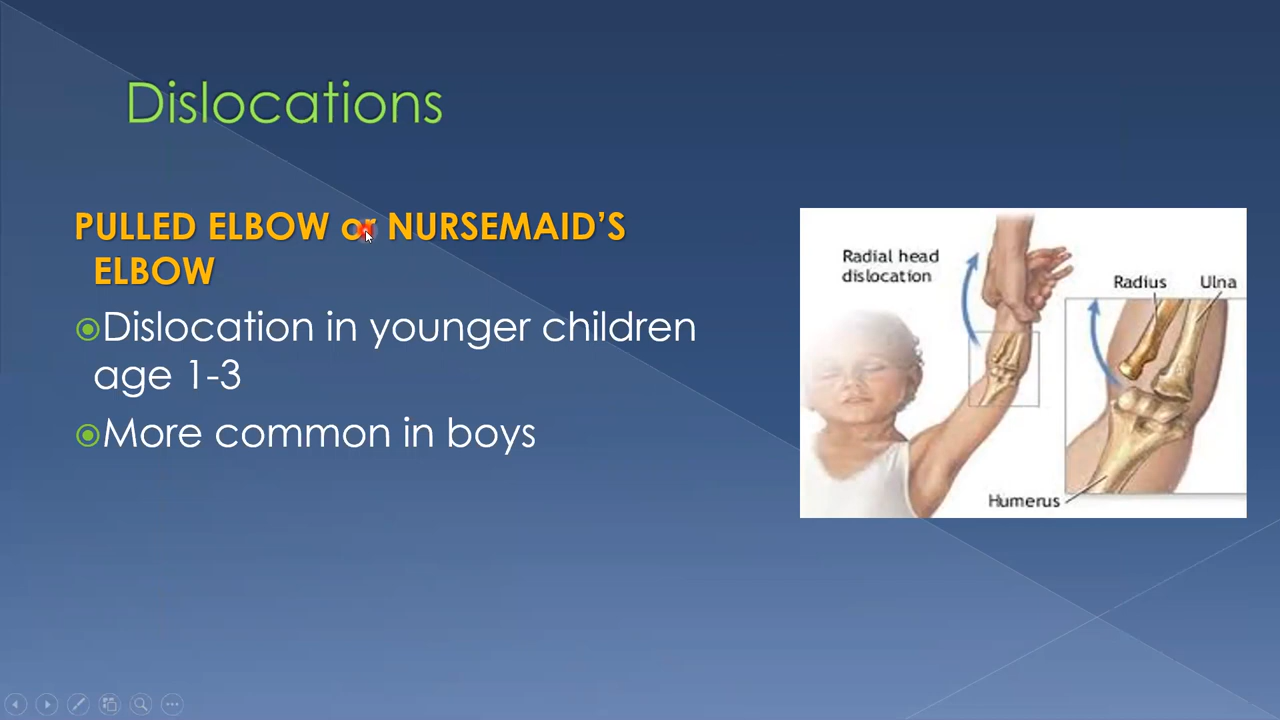 Dislocations
PULLED ELBOW or NURSEMAID’S
ELBOW
Dislocation in younger children
age 1-3
More common in boys
Radial head
dislocation
Radius
Ulna
Humerus